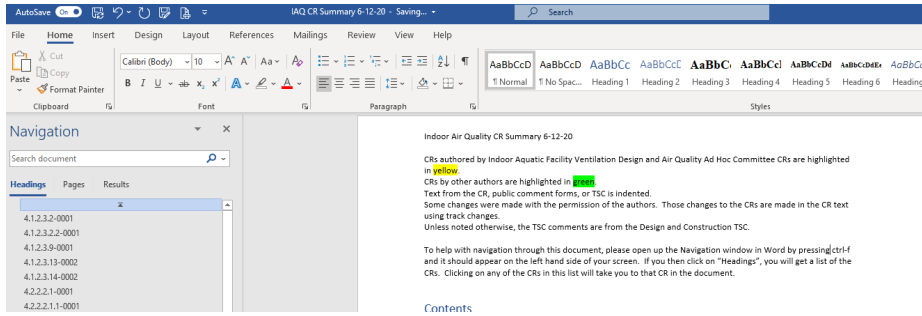 AutoSave On IAQ CR Summary 6-12-20 - Saving... Search
File Home Insert Design Layout References Mailings Review View Help
Paste Cut Copy Format Painter
Calibri (Body) 10 A A Aa A
B I U ab x₂ x² A A
AaBbCcD AaBbCcD AaBbCc AaBbCcC AaBbC AaBbCc AaBbCcDd AaBbCcDdEe AaBbCc
¶ Normal ¶ No Spac... Heading 1 Heading 2 Heading 3 Heading 4 Heading 5 Heading 6 Heading
Clipboard Font Paragraph Styles
Navigation
Search document
Headings Pages Results
4.1.2.3.2-0001
4.1.2.3.2.2-0001
4.1.2.3.9-0001
4.1.2.3.13-0002
4.1.2.3.14-0002
4.2.2.2.1-0001
4.2.2.2.1.1-0001
Indoor Air Quality CR Summary 6-12-20
CRs authored by Indoor Aquatic Facility Ventilation Design and Air Quality Ad Hoc Committee CRs are highlighted
in yellow.
CRs by other authors are highlighted in green.
Text from the CR, public comment forms, or TSC is indented.
Some changes were made with the permission of the authors. Those changes to the CRs are made in the CR text
using track changes.
Unless noted otherwise, the TSC comments are from the Design and Construction TSC.
To help with navigation through this document, please open up the Navigation window in Word by pressing ctrl-f
and it should appear on the left hand side of your screen. If you then click on "Headings", you will get a list of the
CRs. Clicking on any of the CRs in this list will take you to that CR in the document.
Contents